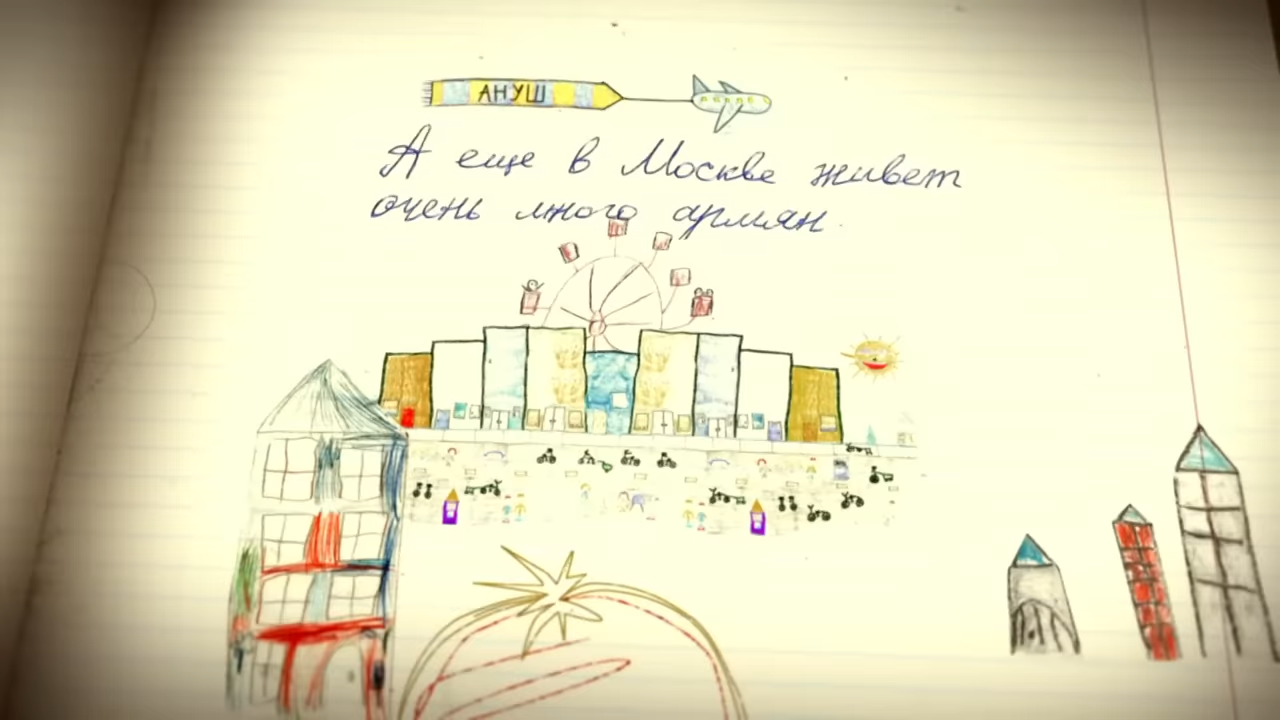 АНУШ
А еще в Москве живет
очень много армян.